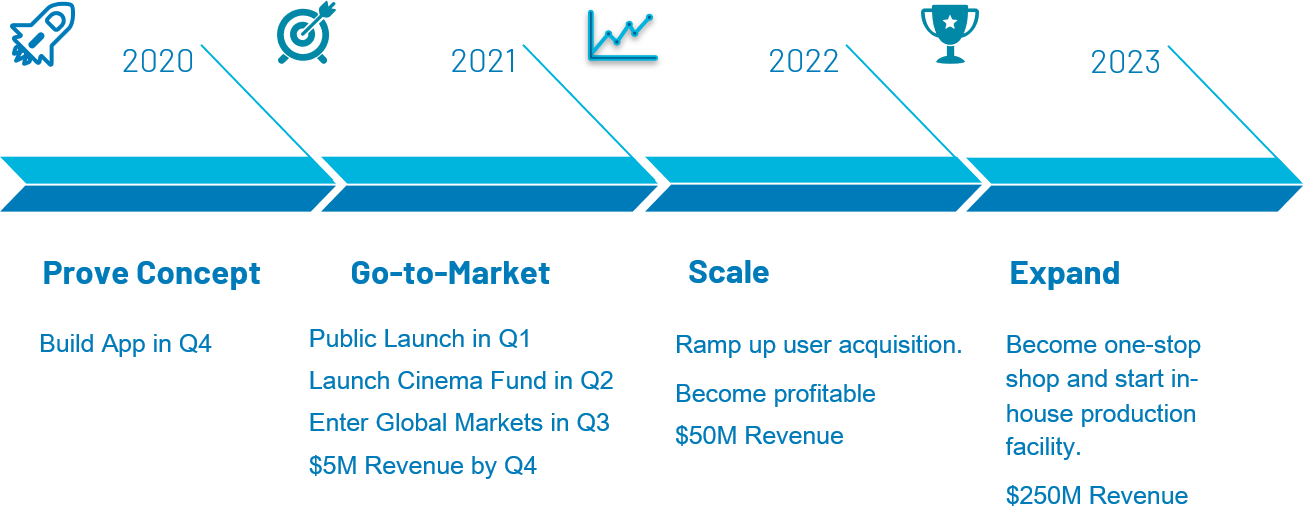 2020
2021
2022
2023
Prove Concept
Build App in Q4
Go-to-Market
Public Launch in Q1
Launch Cinema Fund in Q2
Enter Global Markets in Q3
$5M Revenue by Q4
Scale
Ramp up user acquisition.
Become profitable
$50M Revenue
Expand
Become one-stop
shop and start in-
house production
facility.
$250M Revenue